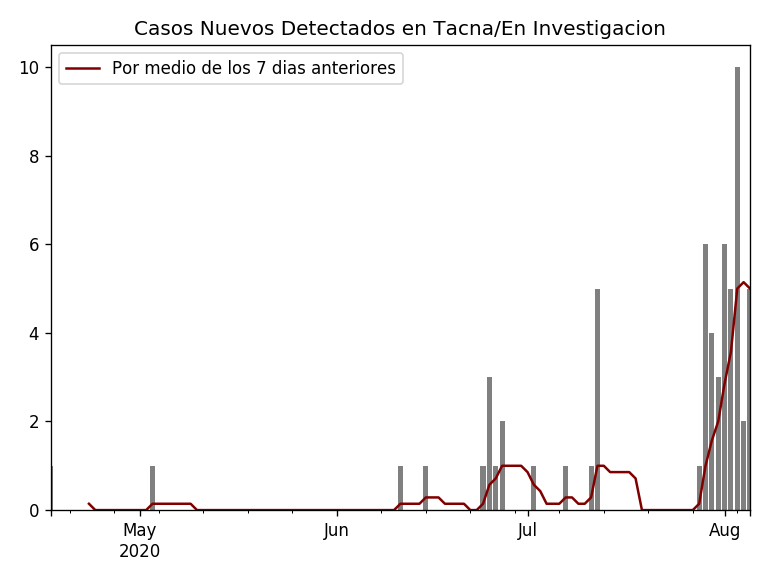 Casos Nuevos Detectados en Tacna/En Investigacion
Por medio de los 7 dias anteriores
10
8
6
4
2
0
May
2020
Jun
Jul
Aug